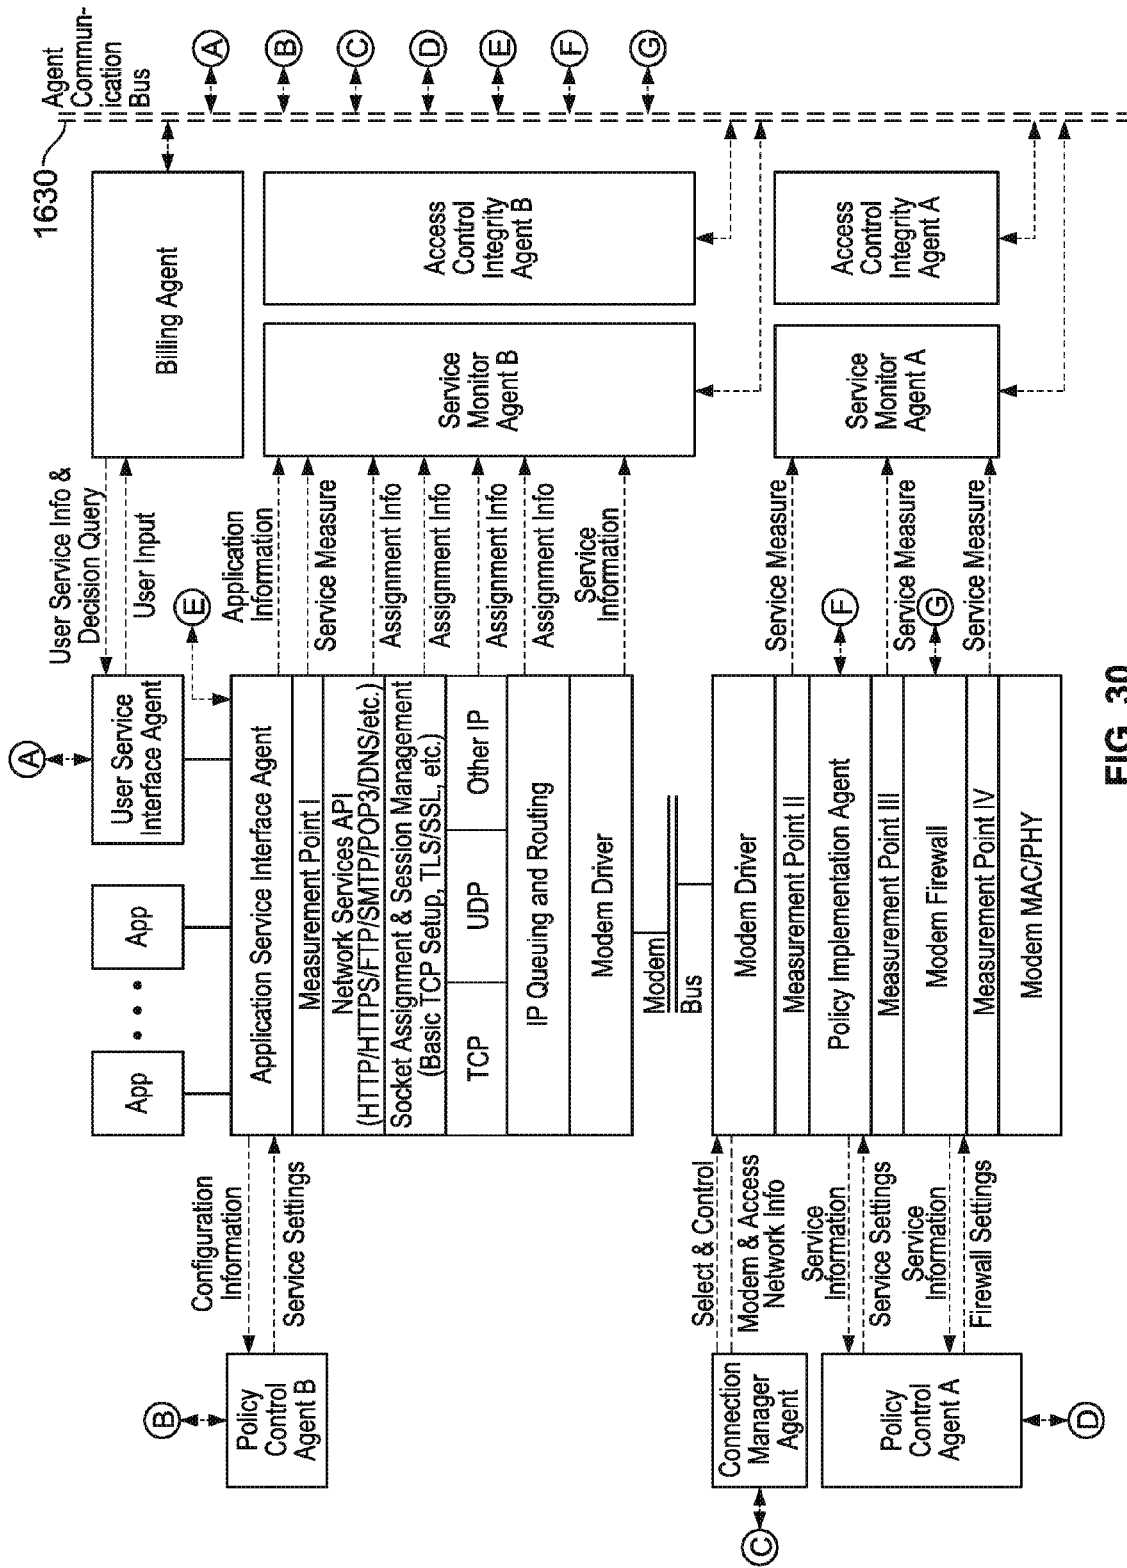 1630
Agent
Commun-
ication
Bus
A
B
C
D
E
F
G
Billing Agent
Access
Control
Integrity
Agent B
Access
Control
Integrity
Agent A
Service
Monitor
Agent B
Service
Monitor
Agent A
User Service Info &
Decision Query
User Input
E
Application
Information
Service Measure
Assignment Info
Assignment Info
Assignment Info
Assignment Info
Service
Information
Service Measure
F
Service Measure
G
Service Measure
A
User Service
Interface Agent
App
App
Application Service Interface Agent
Measurement Point I
Network Services API
(HTTP/HTTPS/FTP/SMTP/POP3/DNS/etc.)
Socket Assignment & Session Management
(Basic TCP Setup, TLS/SSL, etc.)
TCP
UDP
Other IP
IP Queuing and Routing
Modem Driver
Modem
Bus
Modem Driver
Measurement Point II
Policy Implementation Agent
Measurement Point III
Modem Firewall
Measurement Point IV
Modem MAC/PHY
Configuration
Information
Service Settings
Select & Control
Modem & Access
Network Info
Service
Information
Service Settings
Service
Information
Firewall Settings
B
Policy
Control
Agent B
Connection
Manager
Agent
C
Policy
Control
Agent A
D
FIG. 30